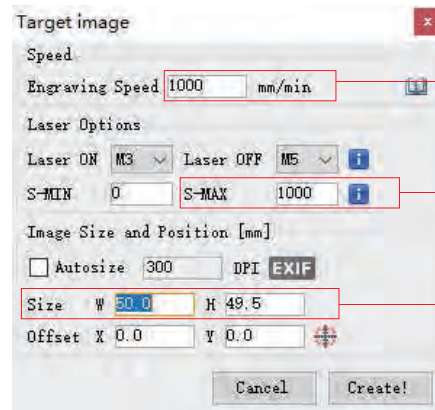 Target image x
Speed
Engraving Speed 1000 mm/min
Laser Options
Laser ON M3 Laser OFF M5 i
S-MIN 0 S-MAX 1000 i
Image Size and Position [mm]
Autosize 300 DPI EXIF
Size W 50.0 H 49.5
Offset X 0.0 Y 0.0
Cancel Create!